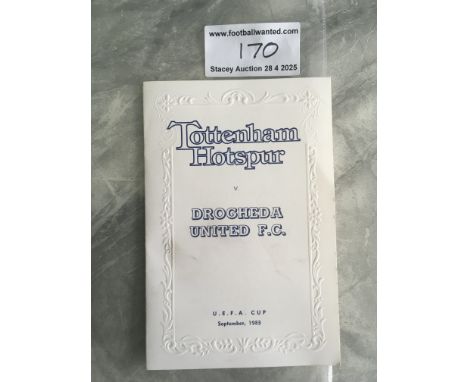 www.footballwanted.com
170
Stacey Auction 28 4 2025
Tottenham
Hotspur
v
DROGHEDA
UNITED F.C.
U.E.F.A. CUP
September, 1983